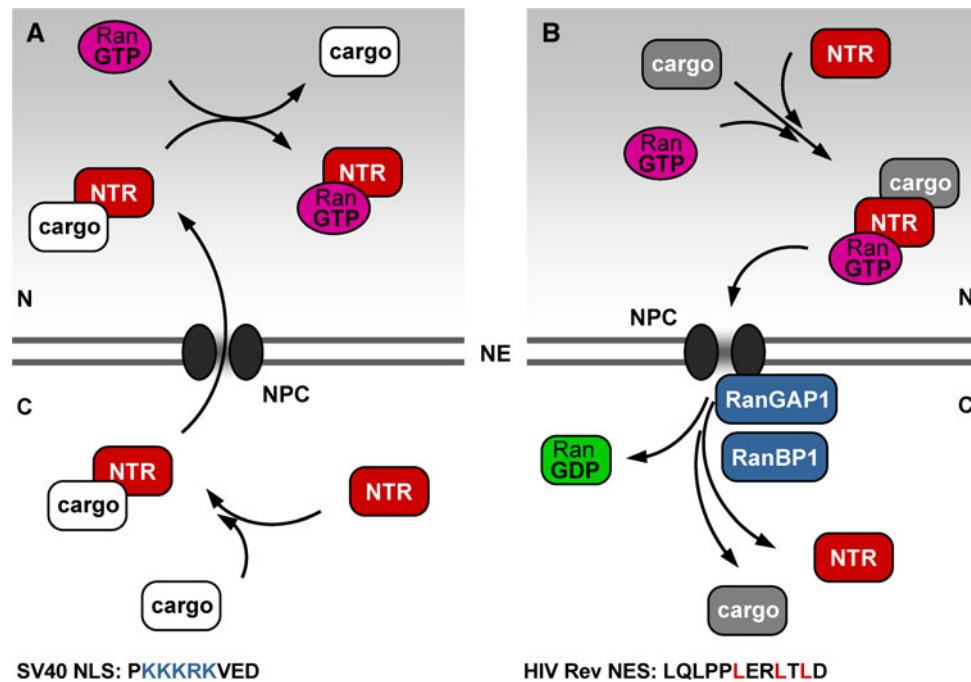 A
Ran
GTP
cargo
NTR
cargo
NTR
Ran
GTP
N
NPC
C
NTR
cargo
NTR
cargo
SV40 NLS: PKKKRKVED
NE
B
cargo
NTR
Ran
GTP
cargo
NTR
Ran
GTP
N
NPC
C
RanGAP1
RanBP1
Ran
GDP
NTR
cargo
HIV Rev NES: LQLPPLERLTLD